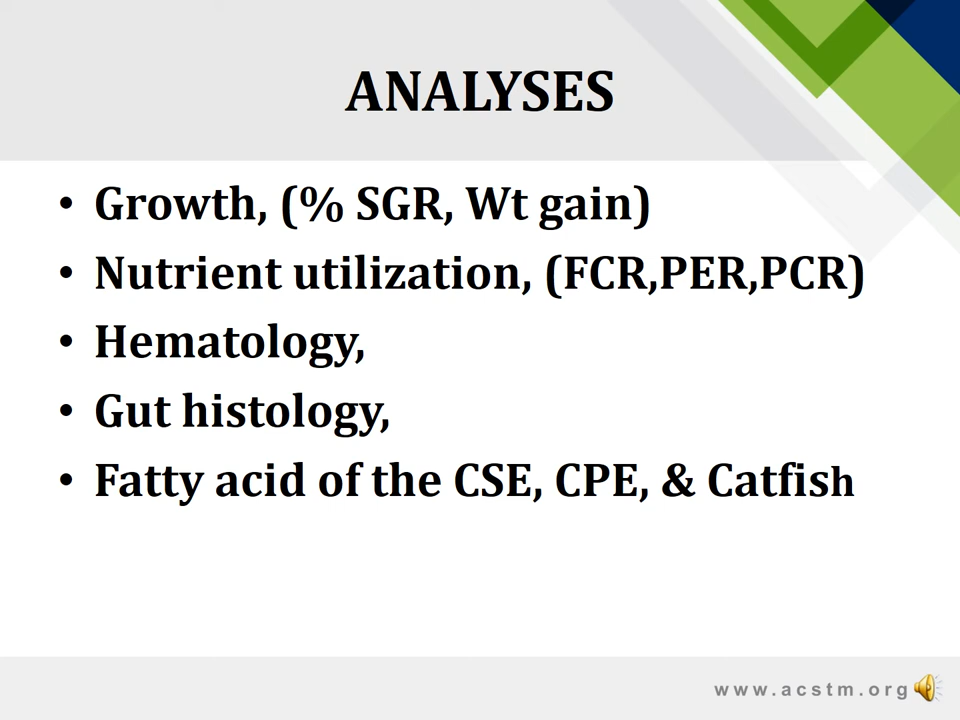 ANALYSES
• Growth, (% SGR, Wt gain)
• Nutrient utilization, (FCR,PER,PCR)
• Hematology,
• Gut histology,
• Fatty acid of the CSE, CPE, & Catfish
www.acstm.org